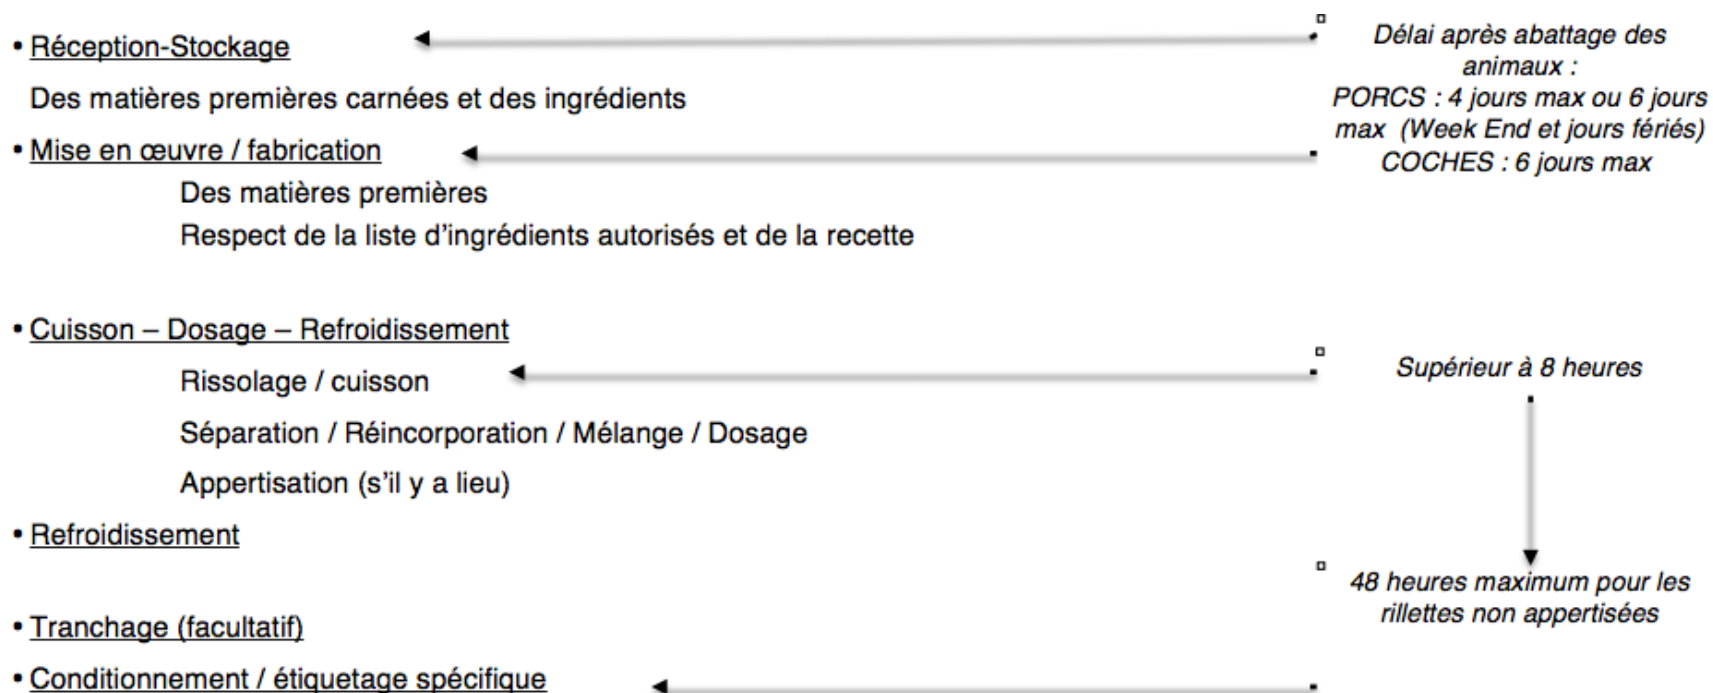 • Réception-Stockage
Des matières premières carnées et des ingrédients
• Mise en œuvre / fabrication
Des matières premières
Respect de la liste d'ingrédients autorisés et de la recette
• Cuisson – Dosage – Refroidissement
Rissolage / cuisson
Séparation / Réincorporation / Mélange / Dosage
Appertisation (s'il y a lieu)
• Refroidissement
• Tranchage (facultatif)
• Conditionnement / étiquetage spécifique
Délai après abattage des
animaux :
PORCS : 4 jours max ou 6 jours
max (Week End et jours fériés)
COCHES : 6 jours max
Supérieur à 8 heures
48 heures maximum pour les
rillettes non appertisées